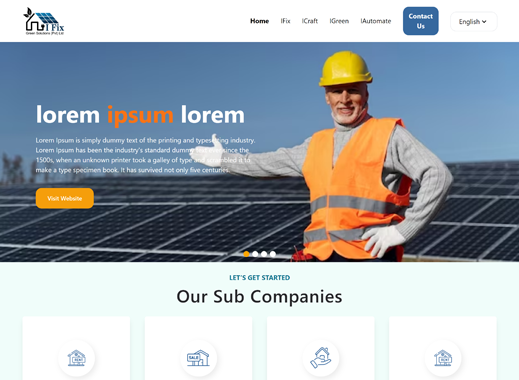 I Fix
Green Solutions (Pvt) Ltd
Home
IFix
ICraft
IGreen
IAutomate
Contact
Us
English
lorem ipsum lorem
Lorem Ipsum is simply dummy text of the printing and typesetting industry.
Lorem Ipsum has been the industry's standard dummy text ever since the
1500s, when an unknown printer took a galley of type and scrambled it to
make a type specimen book. It has survived not only five centuries.
Visit Website
LET'S GET STARTED
Our Sub Companies
RENT
SALE
RENT